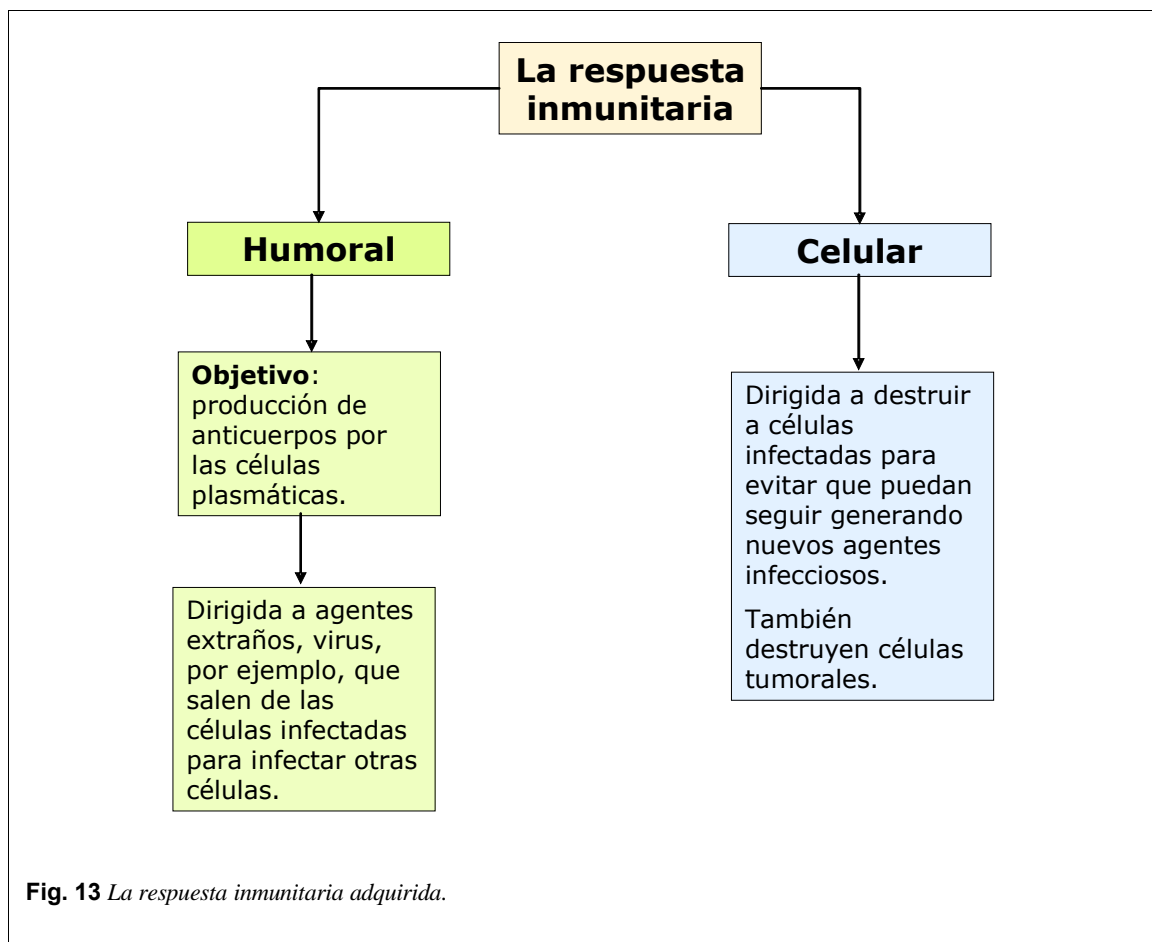 La respuesta
inmunitaria
Humoral
Objetivo:
producción de
anticuerpos por
las células
plasmáticas.
Dirigida a agentes
extraños, virus,
por ejemplo, que
salen de las
células infectadas
para infectar otras
células.
Celular
Dirigida a destruir
a células
infectadas para
evitar que puedan
seguir generando
nuevos agentes
infecciosos.
También
destruyen células
tumorales.
Fig. 13 La respuesta inmunitaria adquirida.